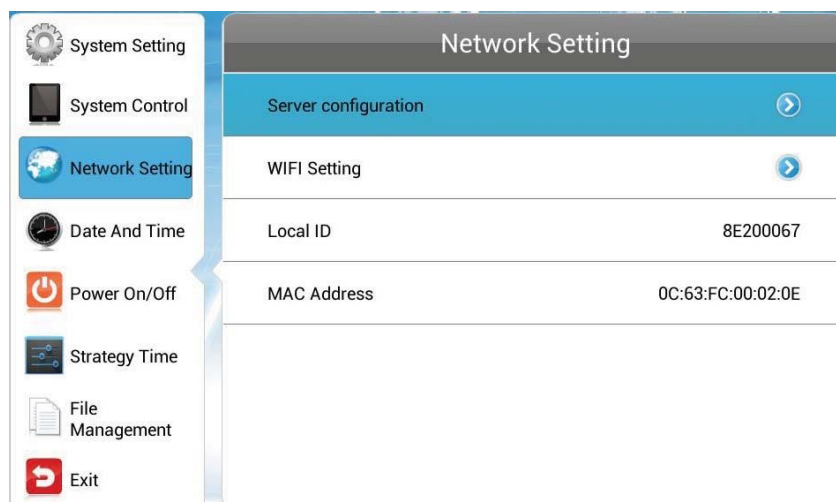 System Setting
System Control
Network Setting
Date And Time
Power On/Off
Strategy Time
File
Management
Exit
Network Setting
Server configuration
WIFI Setting
Local ID 8E200067
MAC Address 0C:63:FC:00:02:0E